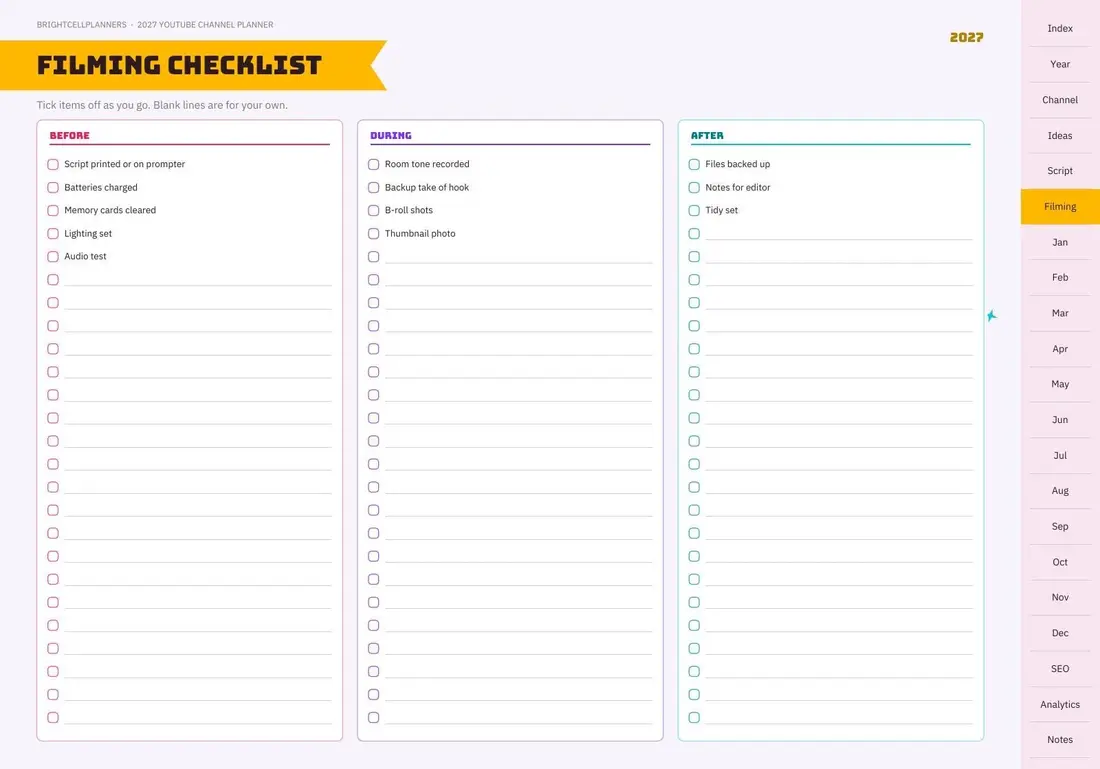 BRIGHTCELLPLANNERS · 2027 YOUTUBE CHANNEL PLANNER
2027
FILMING CHECKLIST
Tick items off as you go. Blank lines are for your own.
BEFORE
Script printed or on prompter
Batteries charged
Memory cards cleared
Lighting set
Audio test
DURING
Room tone recorded
Backup take of hook
B-roll shots
Thumbnail photo
AFTER
Files backed up
Notes for editor
Tidy set
Index
Year
Channel
Ideas
Script
Filming
Jan
Feb
Mar
Apr
May
Jun
Jul
Aug
Sep
Oct
Nov
Dec
SEO
Analytics
Notes